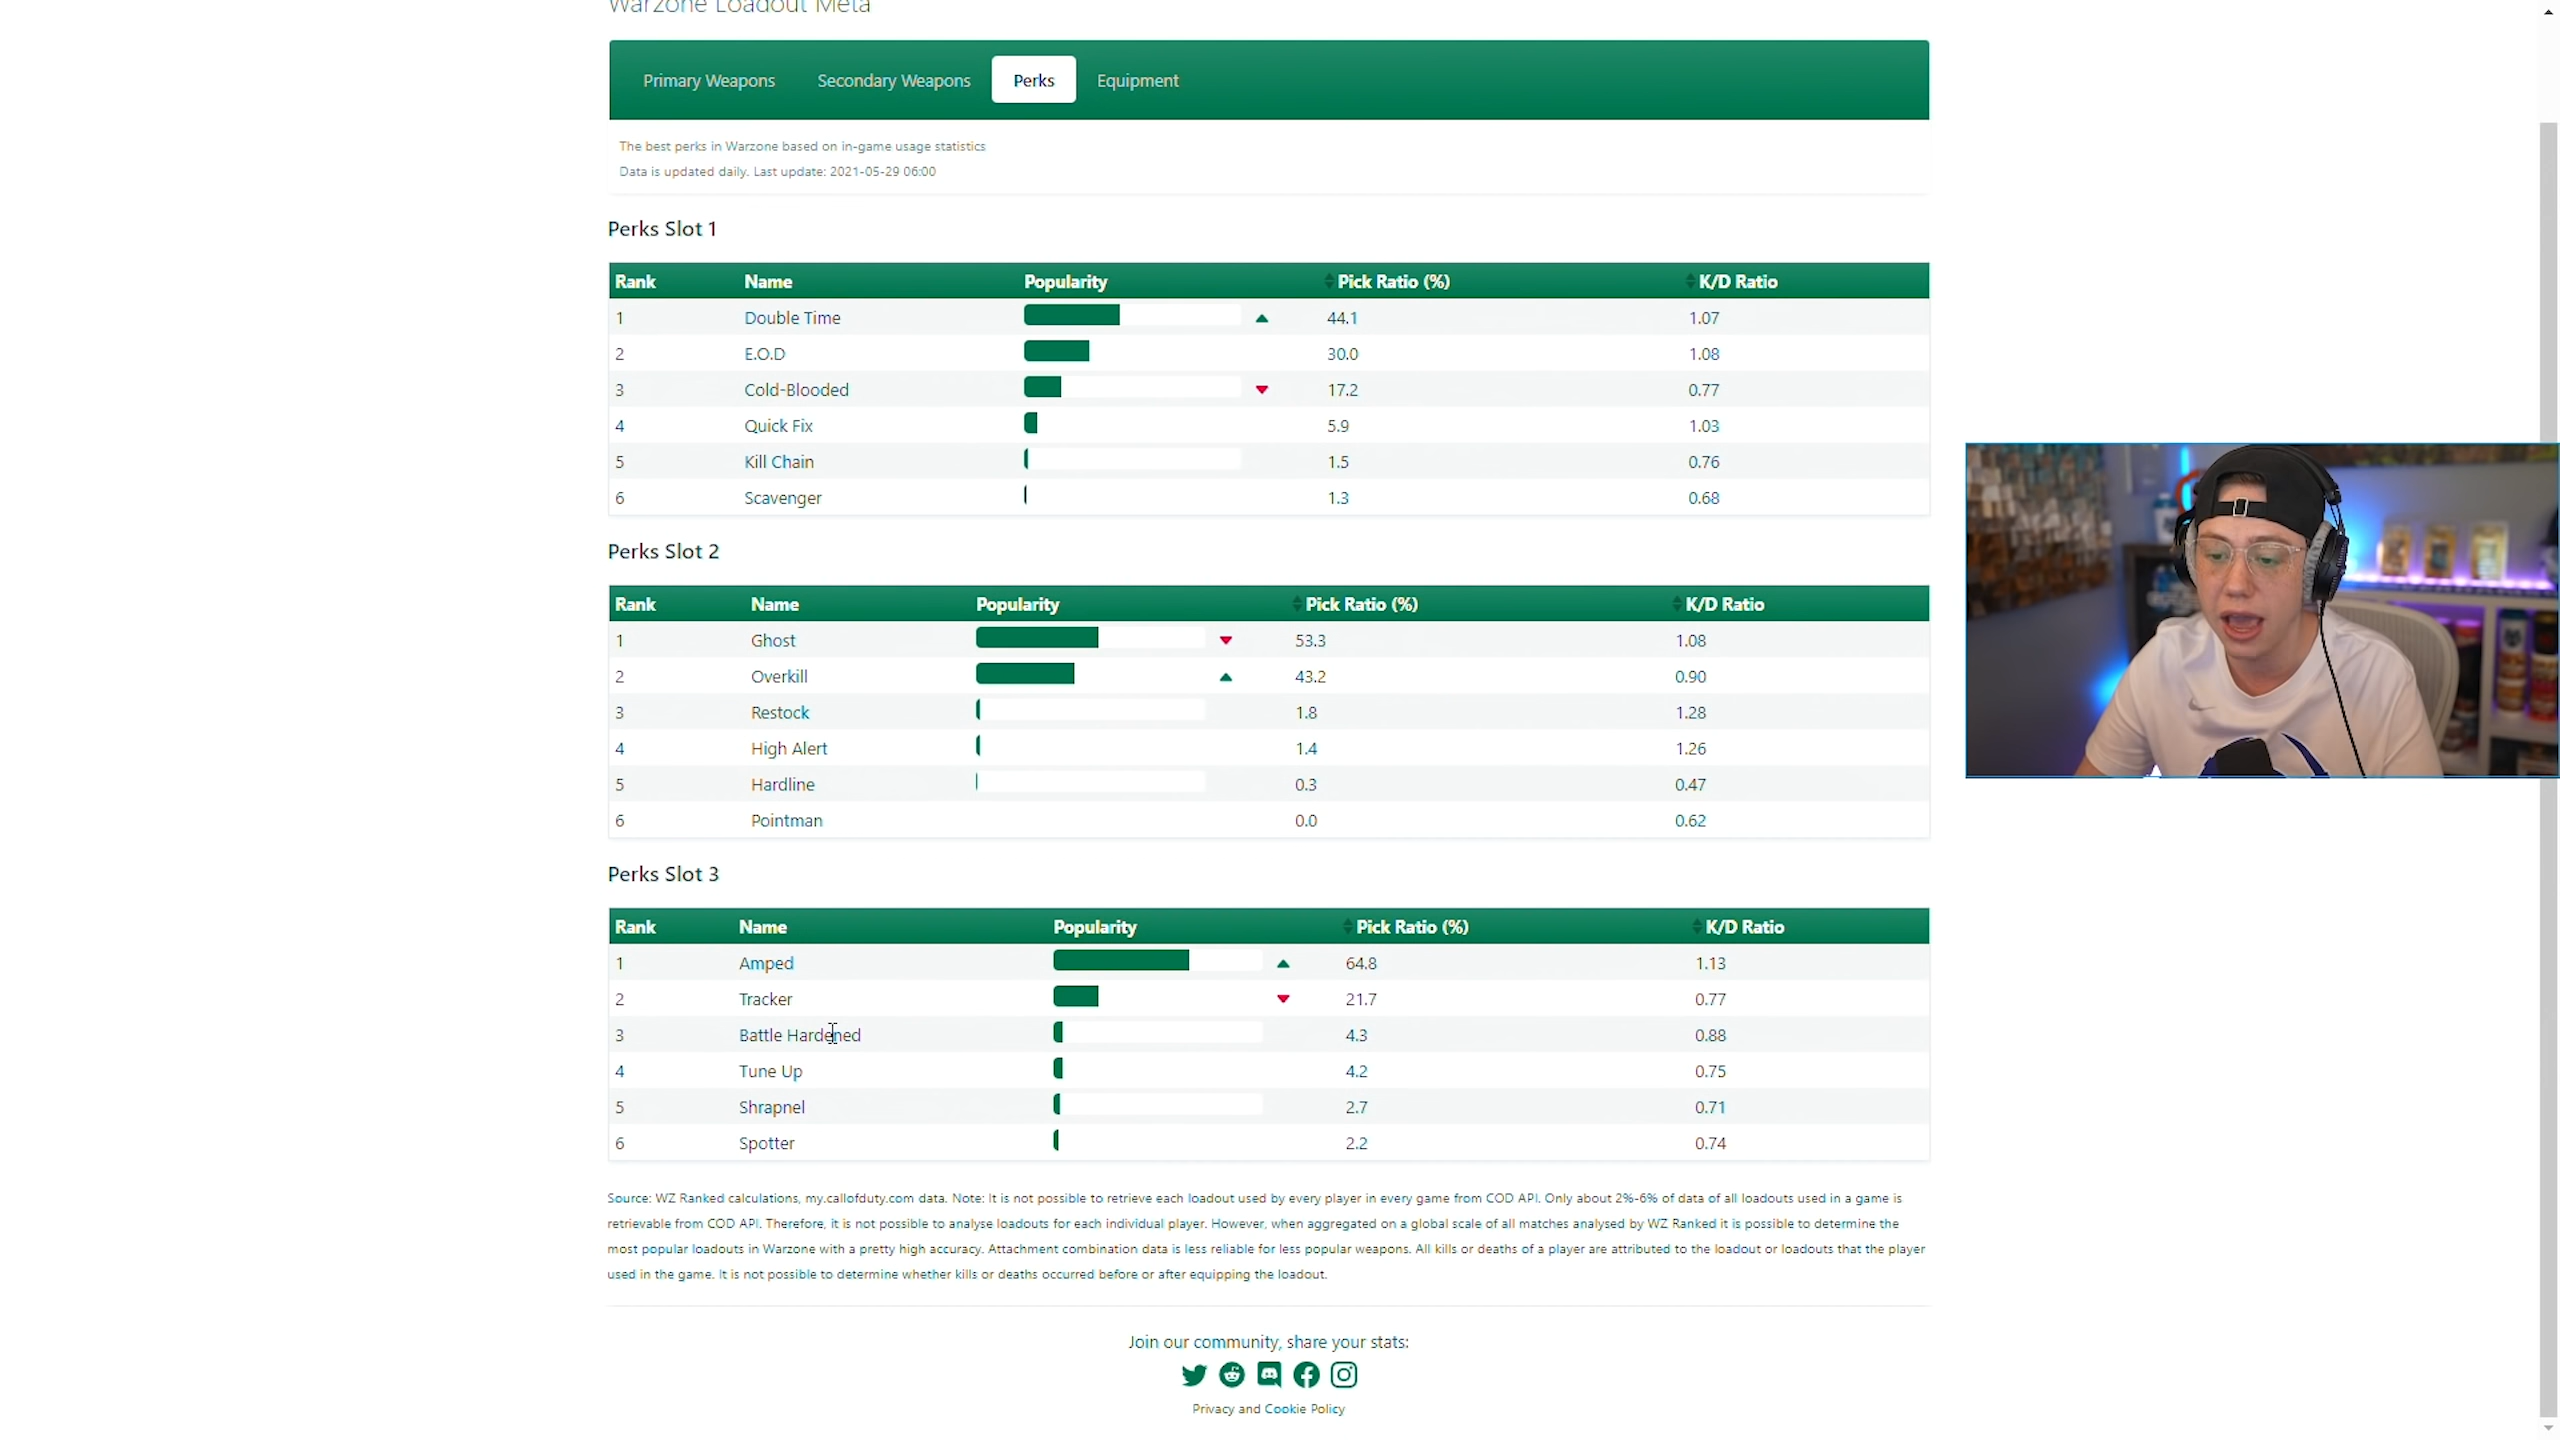 Warzone Loadout Meta
Primary Weapons Secondary Weapons Perks Equipment
The best perks in Warzone based on in-game usage statistics
Data is updated daily. Last update: 2021-05-29 06:00
Perks Slot 1
Rank Name Popularity Pick Ratio (%) K/D Ratio
1 Double Time 44.1 1.07
2 E.O.D 30.0 1.08
3 Cold-Blooded 17.2 0.77
4 Quick Fix 5.9 1.03
5 Kill Chain 1.5 0.76
6 Scavenger 1.3 0.68
Perks Slot 2
Rank Name Popularity Pick Ratio (%) K/D Ratio
1 Ghost 53.3 1.08
2 Overkill 43.2 0.90
3 Restock 1.8 1.28
4 High Alert 1.4 1.26
5 Hardline 0.3 0.47
6 Pointman 0.0 0.62
Perks Slot 3
Rank Name Popularity Pick Ratio (%) K/D Ratio
1 Amped 64.8 1.13
2 Tracker 21.7 0.77
3 Battle Hardened 4.3 0.88
4 Tune Up 4.2 0.75
5 Shrapnel 2.7 0.71
6 Spotter 2.2 0.74
Source: WZ Ranked calculations, my.callofduty.com data. Note: It is not possible to retrieve each loadout used by every player in every game from COD API. Only about 2%-6% of data of all loadouts used in a game is
retrievable from COD API. Therefore, it is not possible to analyse loadouts for each individual player. However, when aggregated on a global scale of all matches analysed by WZ Ranked it is possible to determine the
most popular loadouts in Warzone with a pretty high accuracy. Attachment combination data is less reliable for less popular weapons. All kills or deaths of a player are attributed to the loadout or loadouts that the player
used in the game. It is not possible to determine whether kills or deaths occurred before or after equipping the loadout.
Join our community, share your stats:
Privacy and Cookie Policy